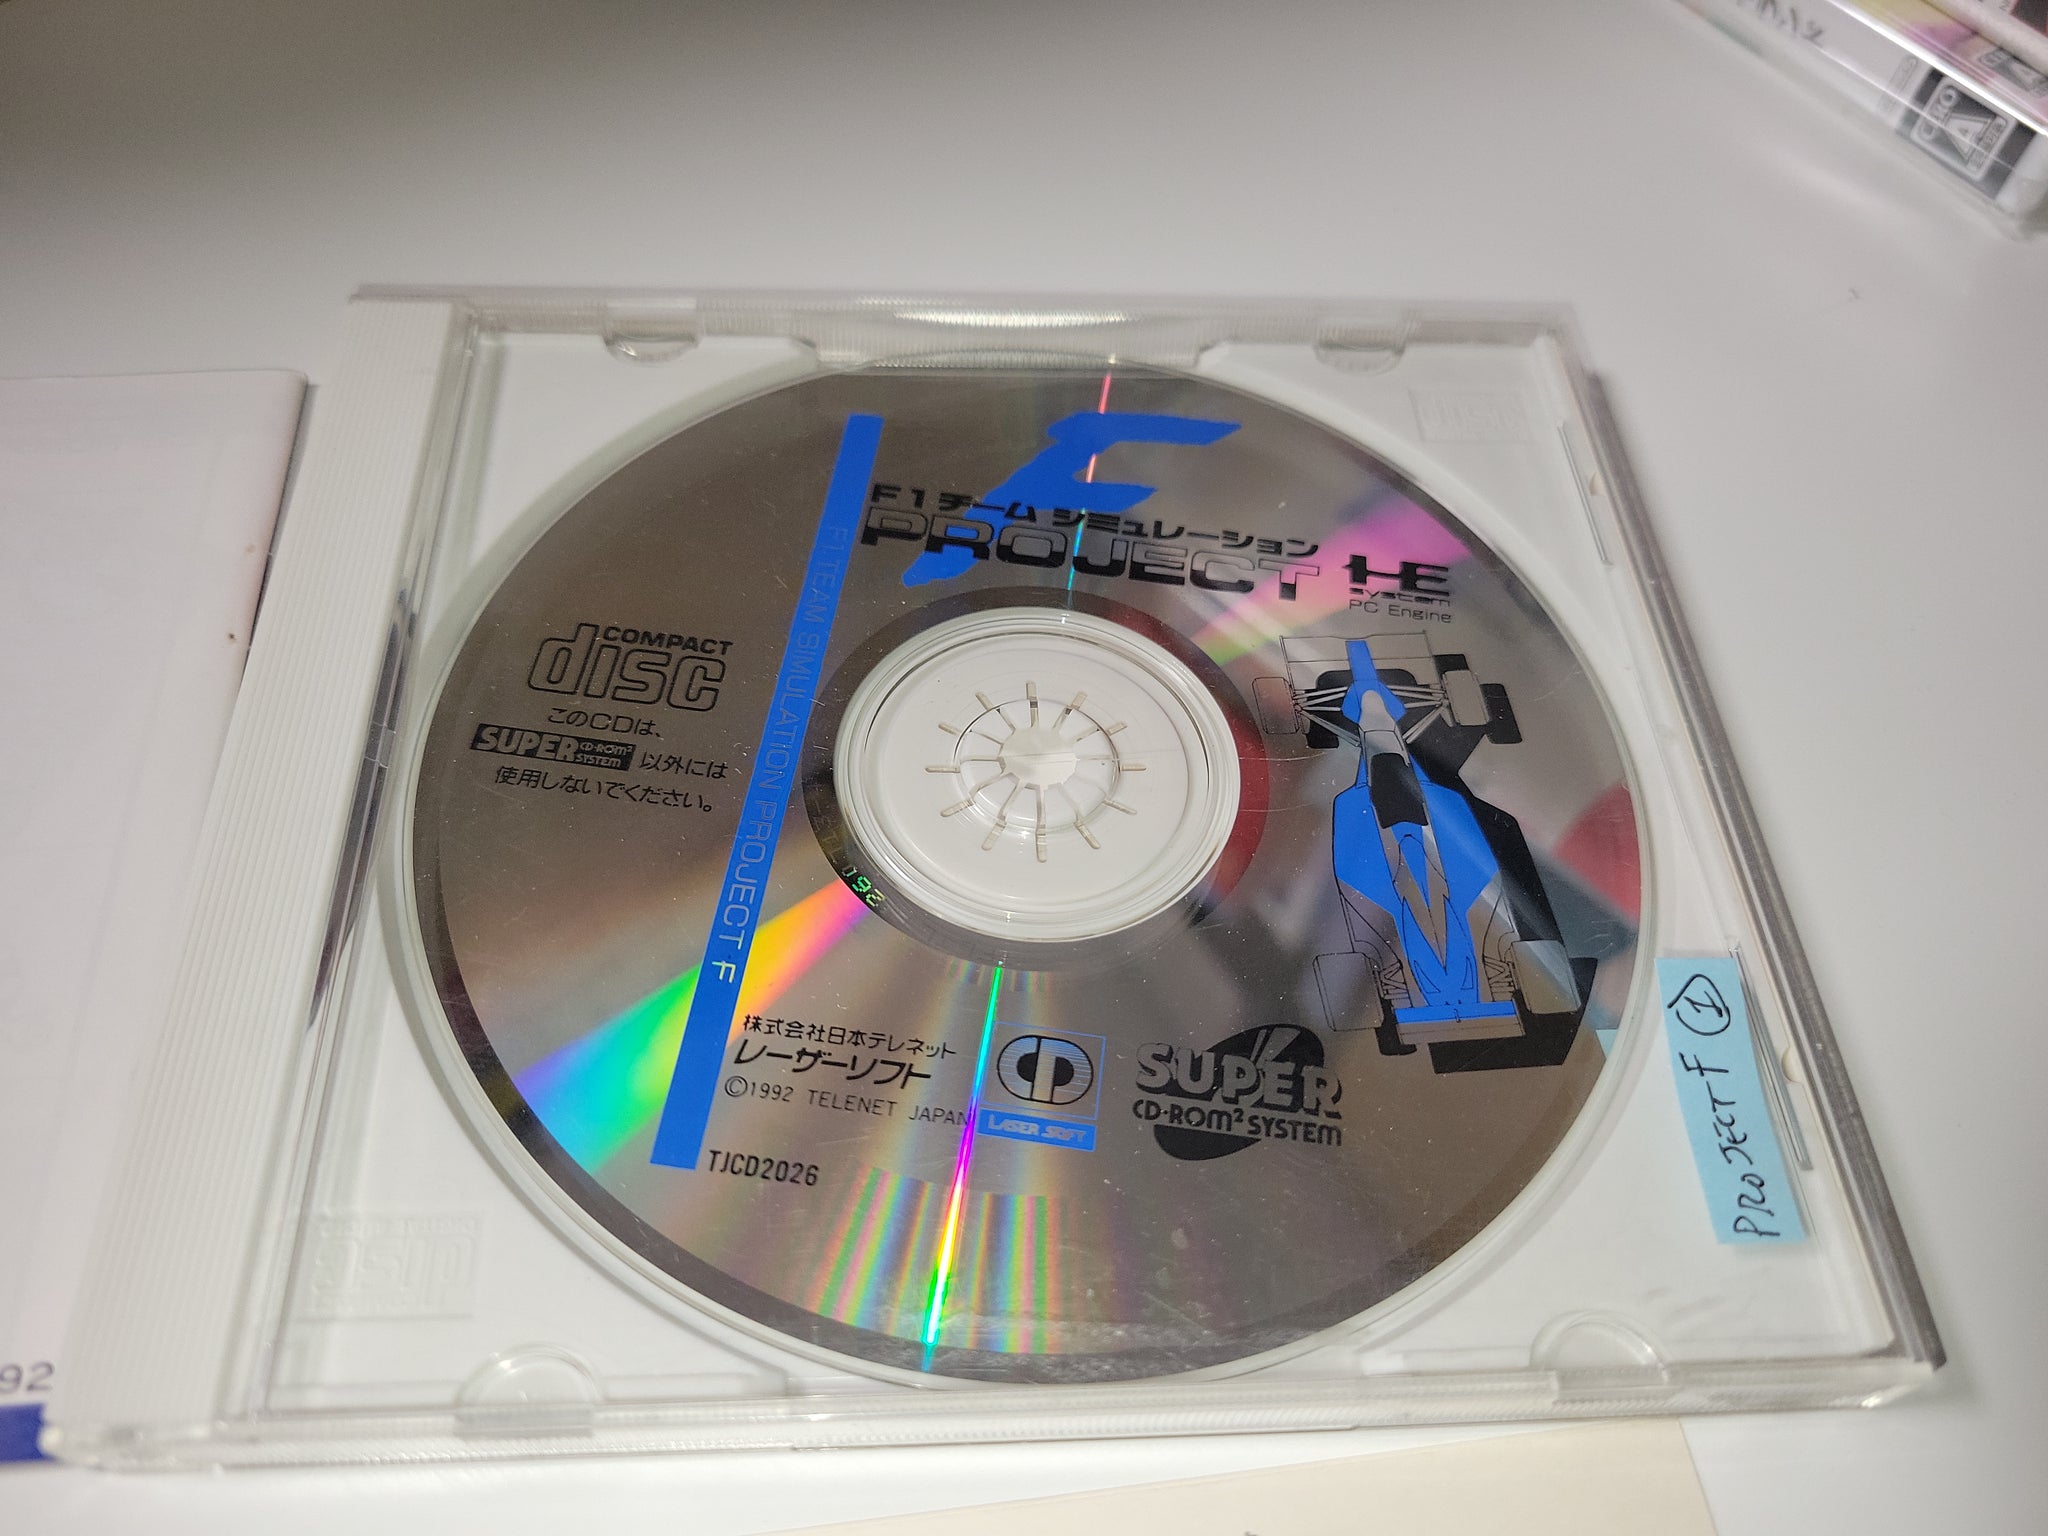 F
F1チーム シミュレーション
PROJECT
HE
system
PC Engine
F1 TEAM SIMULATION PROJECT F
COMPACT
disc
このCDは、
SUPER CD-ROM² SYSTEM 以外には
使用しないでください。
株式会社日本テレネット
レーザーソフト
©1992 TELENET JAPAN
LASER SOFT
TJCD2026
SUPER
CD-ROM² SYSTEM
PROJECT F ①
92
CERO
A